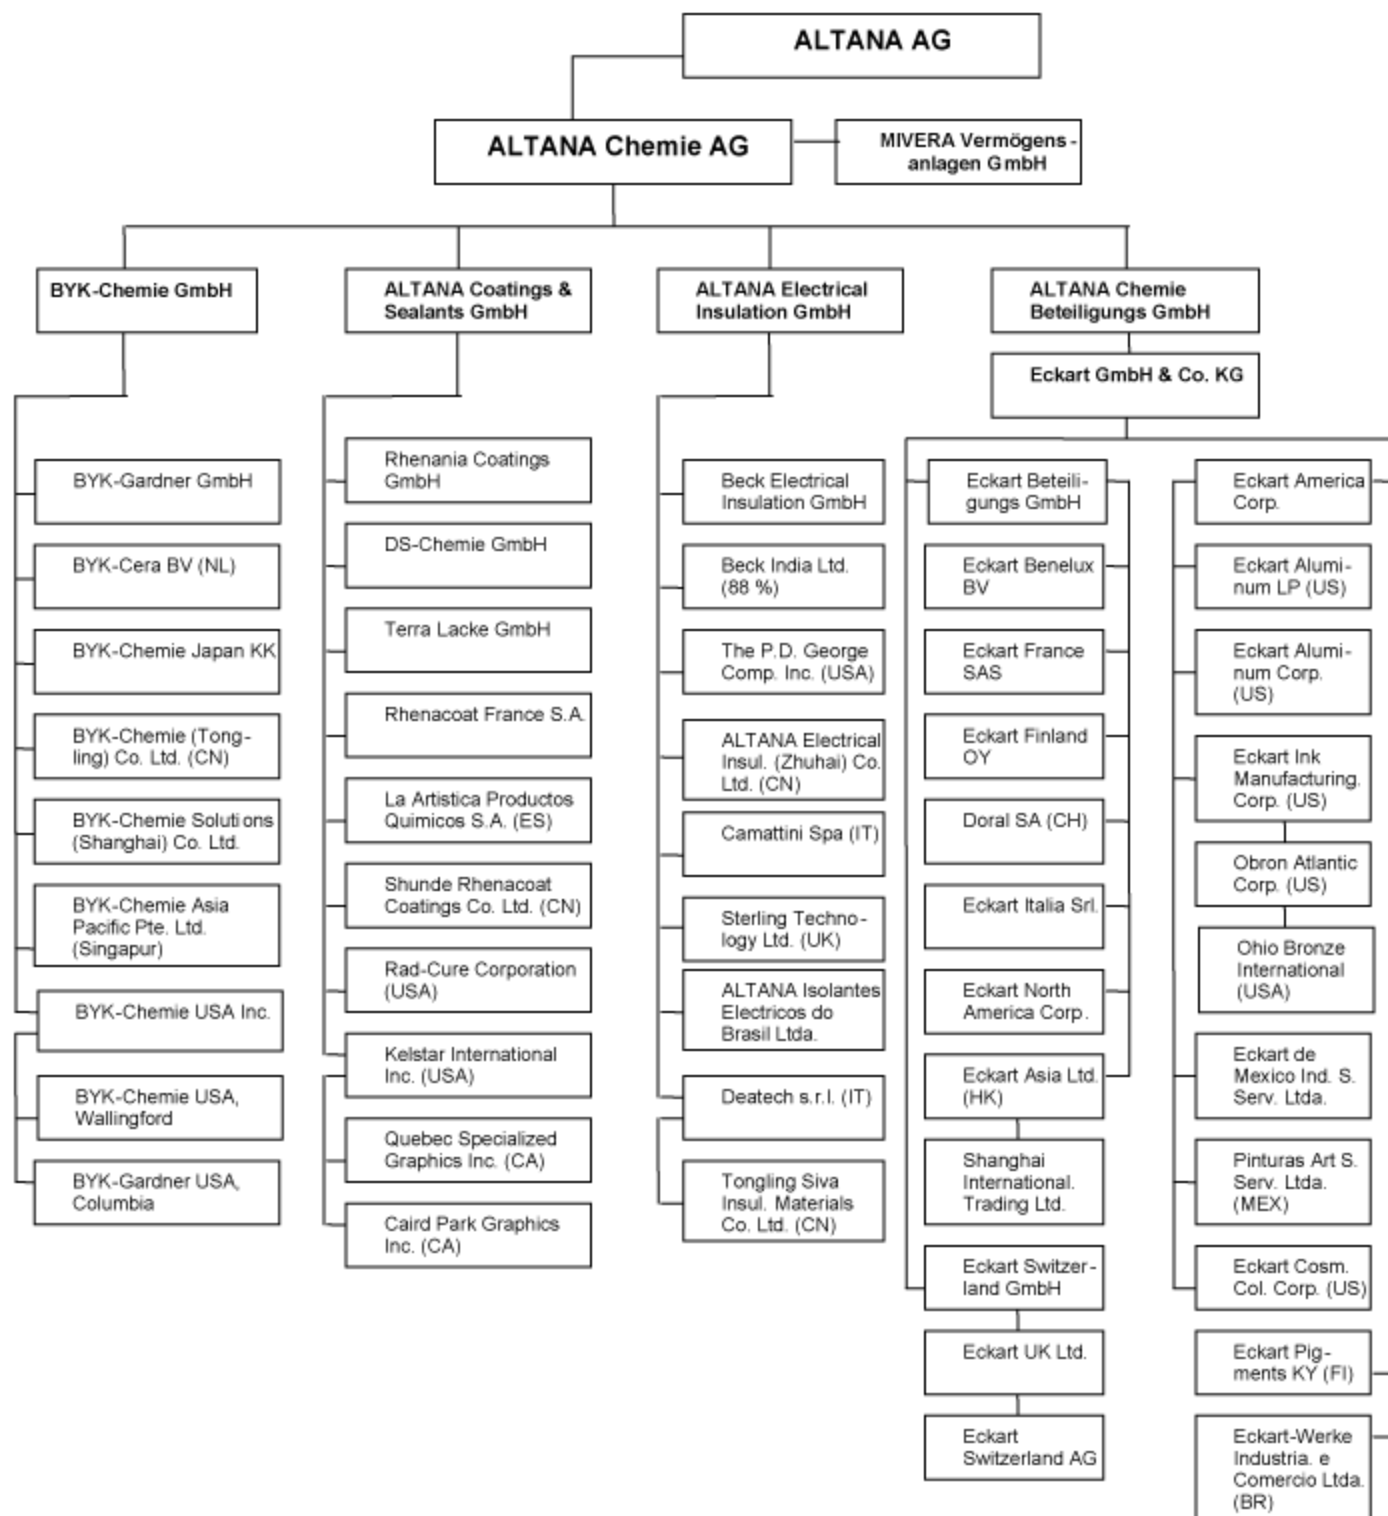 ALTANA AG
ALTANA Chemie AG
MIVERA Vermögens-
anlagen GmbH
BYK-Chemie GmbH
ALTANA Coatings &
Sealants GmbH
ALTANA Electrical
Insulation GmbH
ALTANA Chemie
Beteiligungs GmbH
Eckart GmbH & Co. KG
BYK-Gardner GmbH
BYK-Cera BV (NL)
BYK-Chemie Japan KK
BYK-Chemie (Tong-
ling) Co. Ltd. (CN)
BYK-Chemie Solutions
(Shanghai) Co. Ltd.
BYK-Chemie Asia
Pacific Pte. Ltd.
(Singapur)
BYK-Chemie USA Inc.
BYK-Chemie USA,
Wallingford
BYK-Gardner USA,
Columbia
Rhenania Coatings
GmbH
DS-Chemie GmbH
Terra Lacke GmbH
Rhenacoat France S.A.
La Artistica Productos
Quimicos S.A. (ES)
Shunde Rhenacoat
Coatings Co. Ltd. (CN)
Rad-Cure Corporation
(USA)
Kelstar International
Inc. (USA)
Quebec Specialized
Graphics Inc. (CA)
Caird Park Graphics
Inc. (CA)
Beck Electrical
Insulation GmbH
Beck India Ltd.
(88 %)
The P.D. George
Comp. Inc. (USA)
ALTANA Electrical
Insul. (Zhuhai) Co.
Ltd. (CN)
Camattini Spa (IT)
Sterling Techno-
logy Ltd. (UK)
ALTANA Isolantes
Electricos do
Brasil Ltda.
Deatech s.r.l. (IT)
Tongling Siva
Insul. Materials
Co. Ltd. (CN)
Eckart Beteili-
gungs GmbH
Eckart Benelux
BV
Eckart France
SAS
Eckart Finland
OY
Doral SA (CH)
Eckart Italia Srl.
Eckart North
America Corp.
Eckart Asia Ltd.
(HK)
Shanghai
International.
Trading Ltd.
Eckart Switzer-
land GmbH
Eckart UK Ltd.
Eckart
Switzerland AG
Eckart America
Corp.
Eckart Alumi-
num LP (US)
Eckart Alumi-
num Corp.
(US)
Eckart Ink
Manufacturing.
Corp. (US)
Obron Atlantic
Corp. (US)
Ohio Bronze
International
(USA)
Eckart de
Mexico Ind. S.
Serv. Ltda.
Pinturas Art S.
Serv. Ltda.
(MEX)
Eckart Cosm.
Col. Corp. (US)
Eckart Pig-
ments KY (FI)
Eckart-Werke
Industria. e
Comercio Ltda.
(BR)